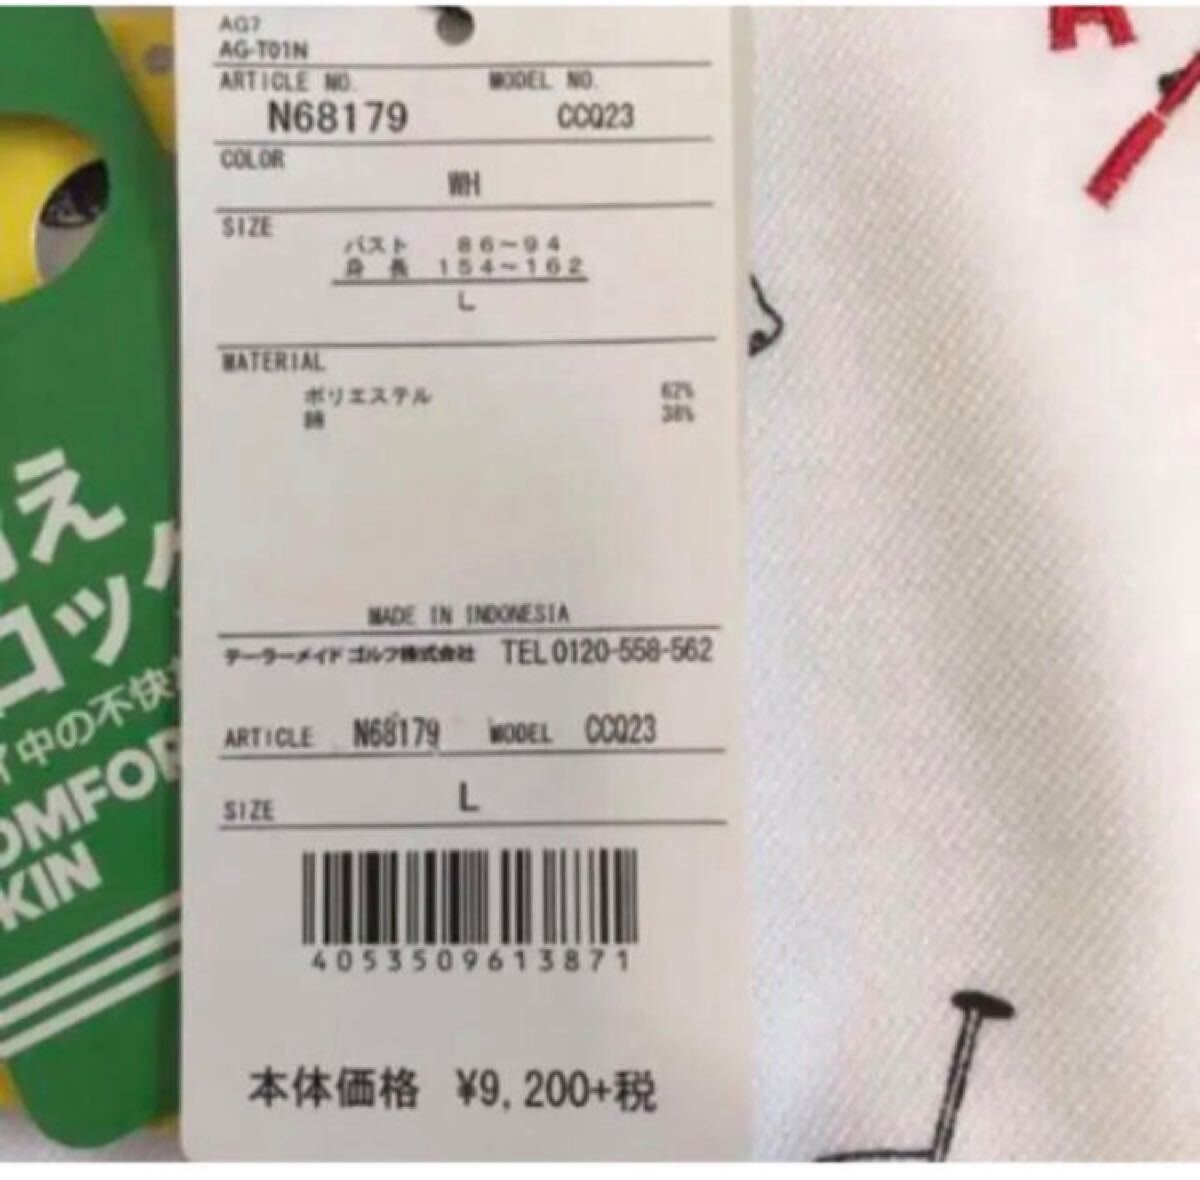 AG7
AG-T01N
ARTICLE NO. MODEL NO.
N68179 CCQ23
COLOR
WH
SIZE
バスト 86~94
身長 154~162
L
MATERIAL
ポリエステル 62%
綿 38%
MADE IN INDONESIA
テーラーメイド ゴルフ株式会社 TEL 0120-558-562
ARTICLE N68179 MODEL CCQ23
SIZE L
4053509613871
本体価格 ¥9,200+税
え
コッ
中の不快
OMFOR
KIN